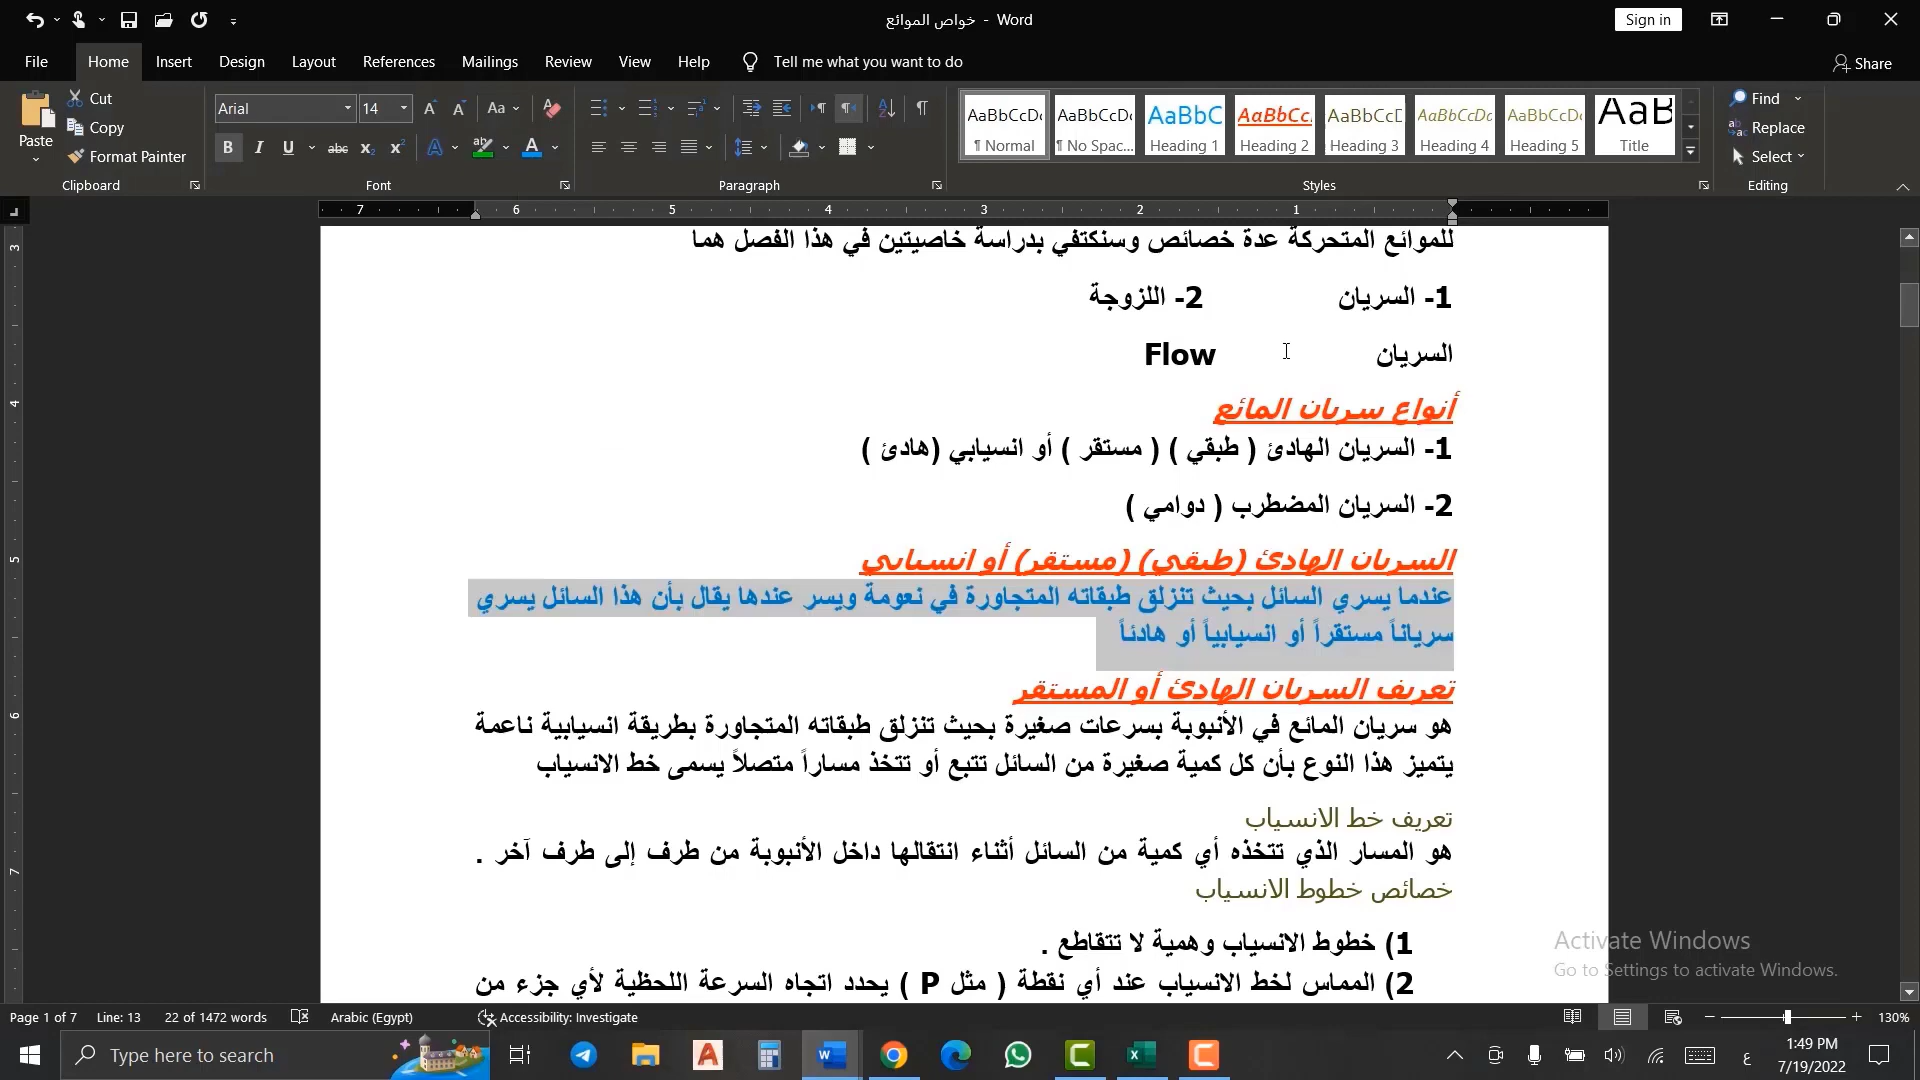 خواص الموائع - Word
Sign in
File Home Insert Design Layout References Mailings Review View Help Tell me what you want to do Share
Paste Cut Copy Format Painter
Clipboard
Arial 14
Font
Paragraph
AaBbCcDc AaBbCcDc AaBbC AaBbCc. AaBbCcD AaBbCcDc AaBbCcDc AaB
¶ Normal ¶ No Spac... Heading 1 Heading 2 Heading 3 Heading 4 Heading 5 Title
Styles
Find
Replace
Select
Editing
7 6 5 4 3 2 1
3
4
5
6
7
للموائع المتحركة عدة خصائص وسنكتفي بدراسة خاصيتين في هذا الفصل هما
1- السريان 2- اللزوجة
السريان Flow
أنواع سريان المائع
1- السريان الهادئ ( طبقي ) ( مستقر ) أو انسيابي (هادئ )
2- السريان المضطرب ( دوامي )
السريان الهادئ (طبقي) (مستقر) أو انسيابي
عندما يسري السائل بحيث تنزلق طبقاته المتجاورة في نعومة ويسر عندها يقال بأن هذا السائل يسري
سرياناً مستقراً أو انسيابياً أو هادئاً
تعريف السريان الهادئ أو المستقر
هو سريان المائع في الأنبوبة بسرعات صغيرة بحيث تنزلق طبقاته المتجاورة بطريقة انسيابية ناعمة
يتميز هذا النوع بأن كل كمية صغيرة من السائل تتبع أو تتخذ مساراً متصلاً يسمى خط الانسياب
تعريف خط الانسياب
هو المسار الذي تتخذه أي كمية من السائل أثناء انتقالها داخل الأنبوبة من طرف إلى طرف آخر .
خصائص خطوط الانسياب
1) خطوط الانسياب وهمية لا تتقاطع .
2) المماس لخط الانسياب عند أي نقطة ( مثل P ) يحدد اتجاه السرعة اللحظية لأي جزء من
Activate Windows
Go to Settings to activate Windows.
Page 1 of 7 Line: 13 22 of 1472 words Arabic (Egypt) Accessibility: Investigate 130%
Type here to search
ع
1:49 PM
7/19/2022